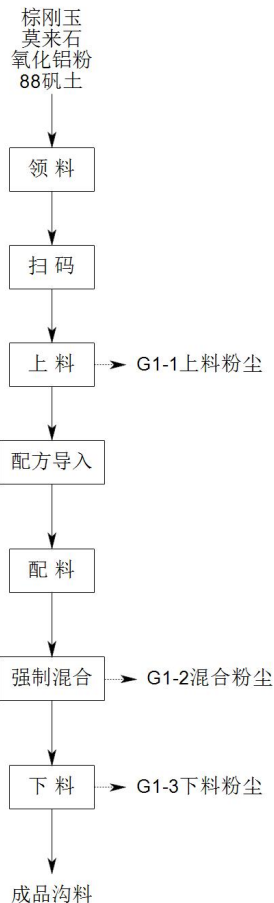 棕刚玉
莫来石
氧化铝粉
88矾土
领料
扫码
上料
G1-1上料粉尘
配方导入
配料
强制混合
G1-2混合粉尘
下料
G1-3下料粉尘
成品沟料